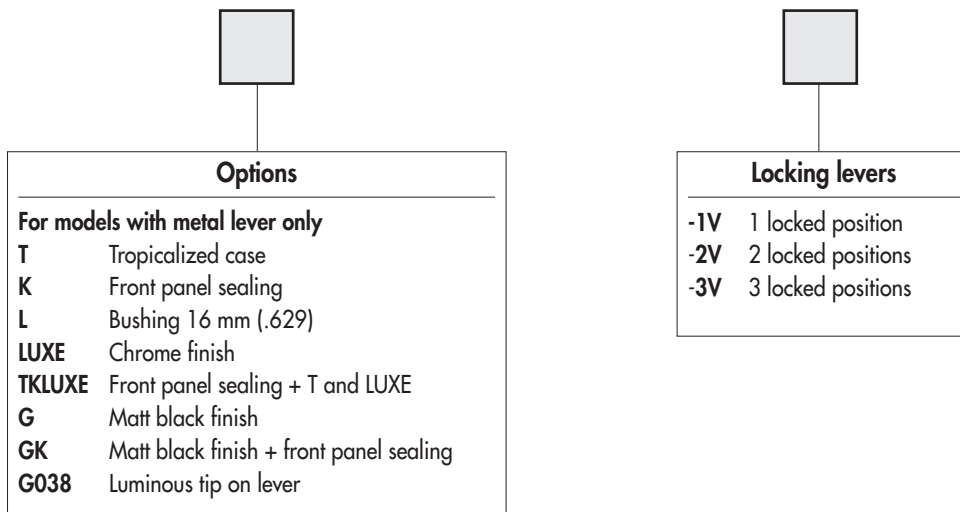 Options
For models with metal lever only
T Tropicalized case
K Front panel sealing
L Bushing 16 mm (.629)
LUXE Chrome finish
TKLUXE Front panel sealing + T and LUXE
G Matt black finish
GK Matt black finish + front panel sealing
G038 Luminous tip on lever
Locking levers
-1V 1 locked position
-2V 2 locked positions
-3V 3 locked positions